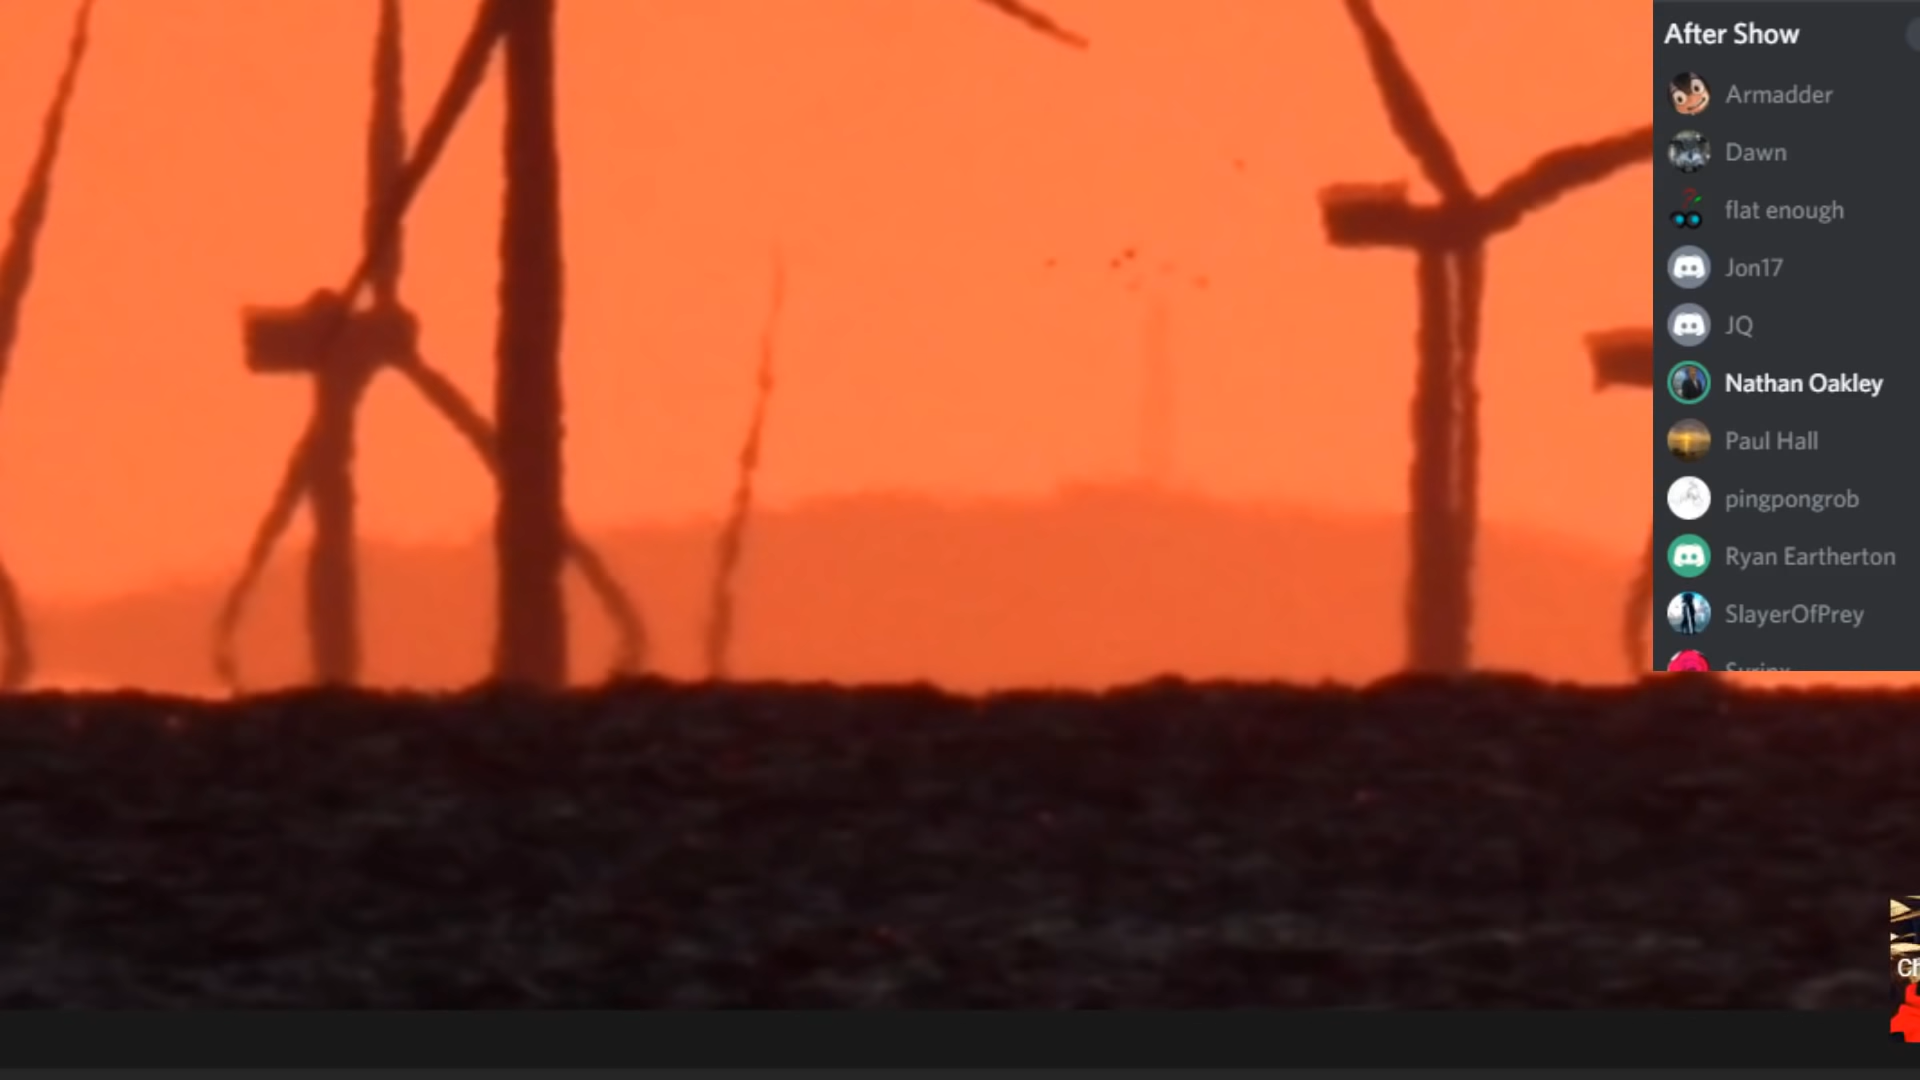 After Show
Armadder
Dawn
flat enough
Jon17
JQ
Nathan Oakley
Paul Hall
pingpongrob
Ryan Eartherton
SlayerOfPrey